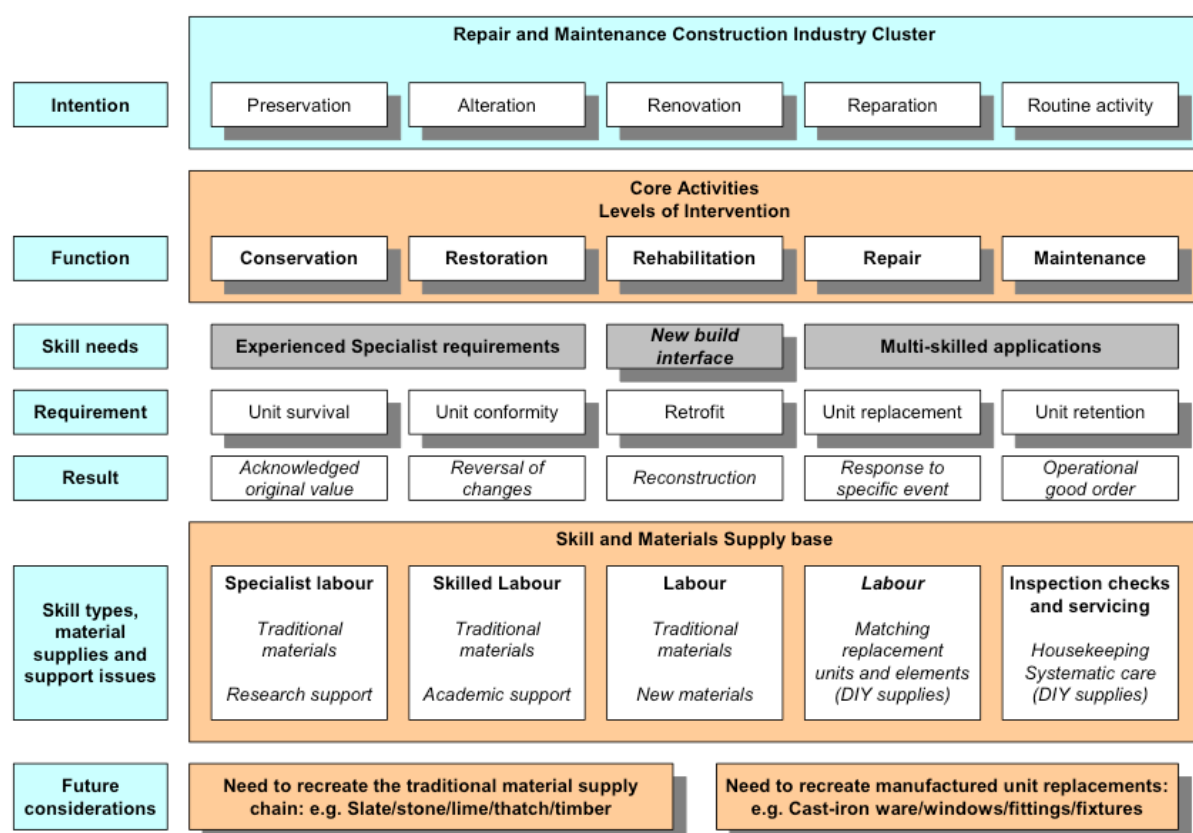 Repair and Maintenance Construction Industry Cluster
Intention
Preservation
Alteration
Renovation
Reparation
Routine activity
Core Activities
Levels of Intervention
Function
Conservation
Restoration
Rehabilitation
Repair
Maintenance
Skill needs
Experienced Specialist requirements
New build
interface
Multi-skilled applications
Requirement
Unit survival
Unit conformity
Retrofit
Unit replacement
Unit retention
Result
Acknowledged
original value
Reversal of
changes
Reconstruction
Response to
specific event
Operational
good order
Skill and Materials Supply base
Skill types,
material
supplies and
support issues
Specialist labour
Traditional
materials
Research support
Skilled Labour
Traditional
materials
Academic support
Labour
Traditional
materials
New materials
Labour
Matching
replacement
units and elements
(DIY supplies)
Inspection checks
and servicing
Housekeeping
Systematic care
(DIY supplies)
Future
considerations
Need to recreate the traditional material supply
chain: e.g. Slate/stone/lime/thatch/timber
Need to recreate manufactured unit replacements:
e.g. Cast-iron ware/windows/fittings/fixtures